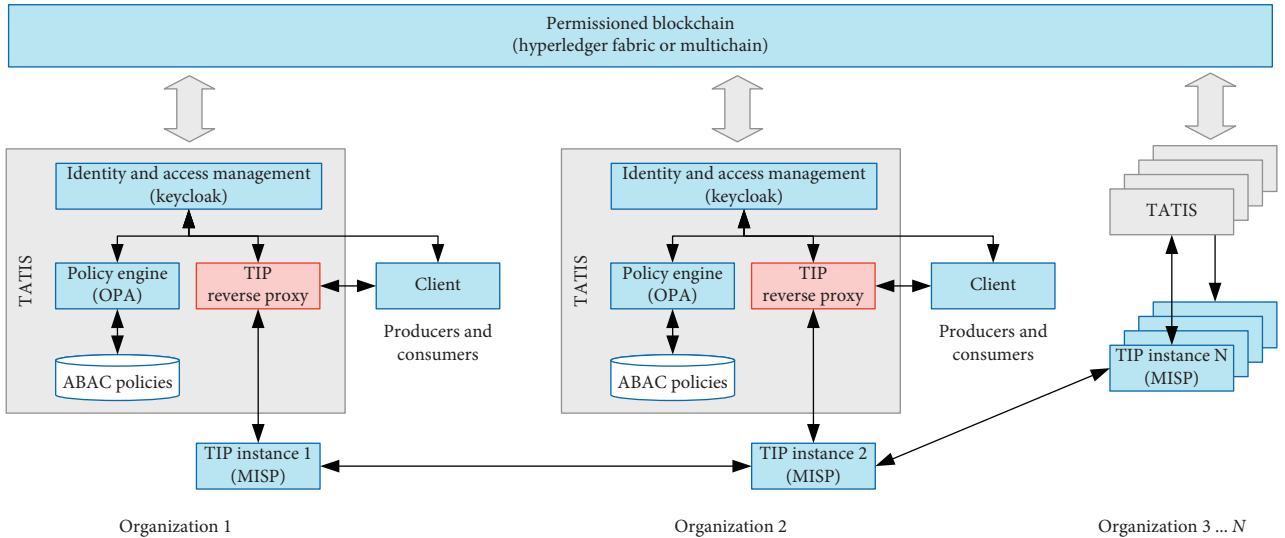 Permissioned blockchain
(hyperledger fabric or multichain)
TATIS
Identity and access management
(keycloak)
Policy engine
(OPA)
TIP
reverse proxy
Client
Producers and
consumers
ABAC policies
TIP instance 1
(MISP)
Organization 1
TATIS
Identity and access management
(keycloak)
Policy engine
(OPA)
TIP
reverse proxy
Client
Producers and
consumers
ABAC policies
TIP instance 2
(MISP)
Organization 2
TATIS
TIP instance N
(MISP)
Organization 3 ... N